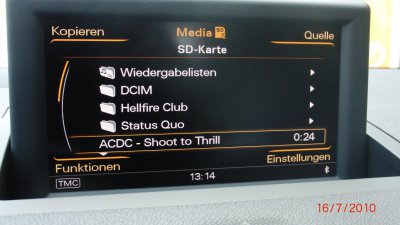 Kopieren Media SD Quelle
SD-Karte
Wiedergabelisten
DCIM
Hellfire Club
Status Quo
ACDC - Shoot to Thrill 0:24
Funktionen Einstellungen
TMC 13:14
16/7/2010